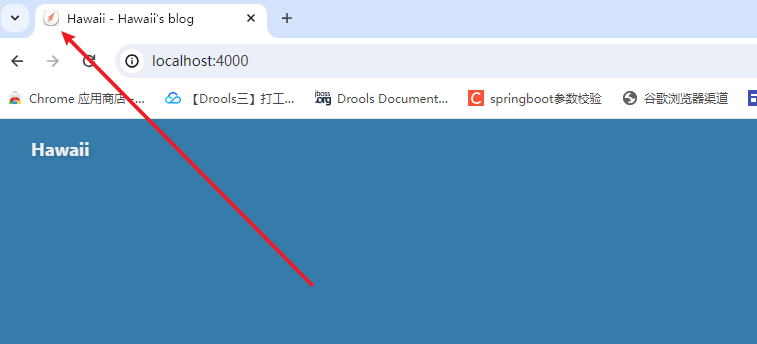 Hawaii - Hawaii's blog
localhost:4000
Chrome 应用商店 -... 【Drools三】打工... jboss.org Drools Document... C springboot参数校验 谷歌浏览器渠道
Hawaii